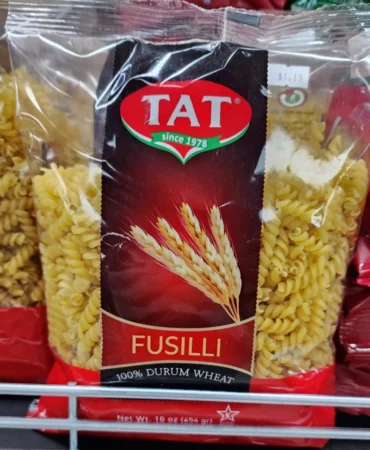 TAT®
since 1978
FUSILLI
100% DURUM WHEAT
Net Wt. 16 oz (454 gr)